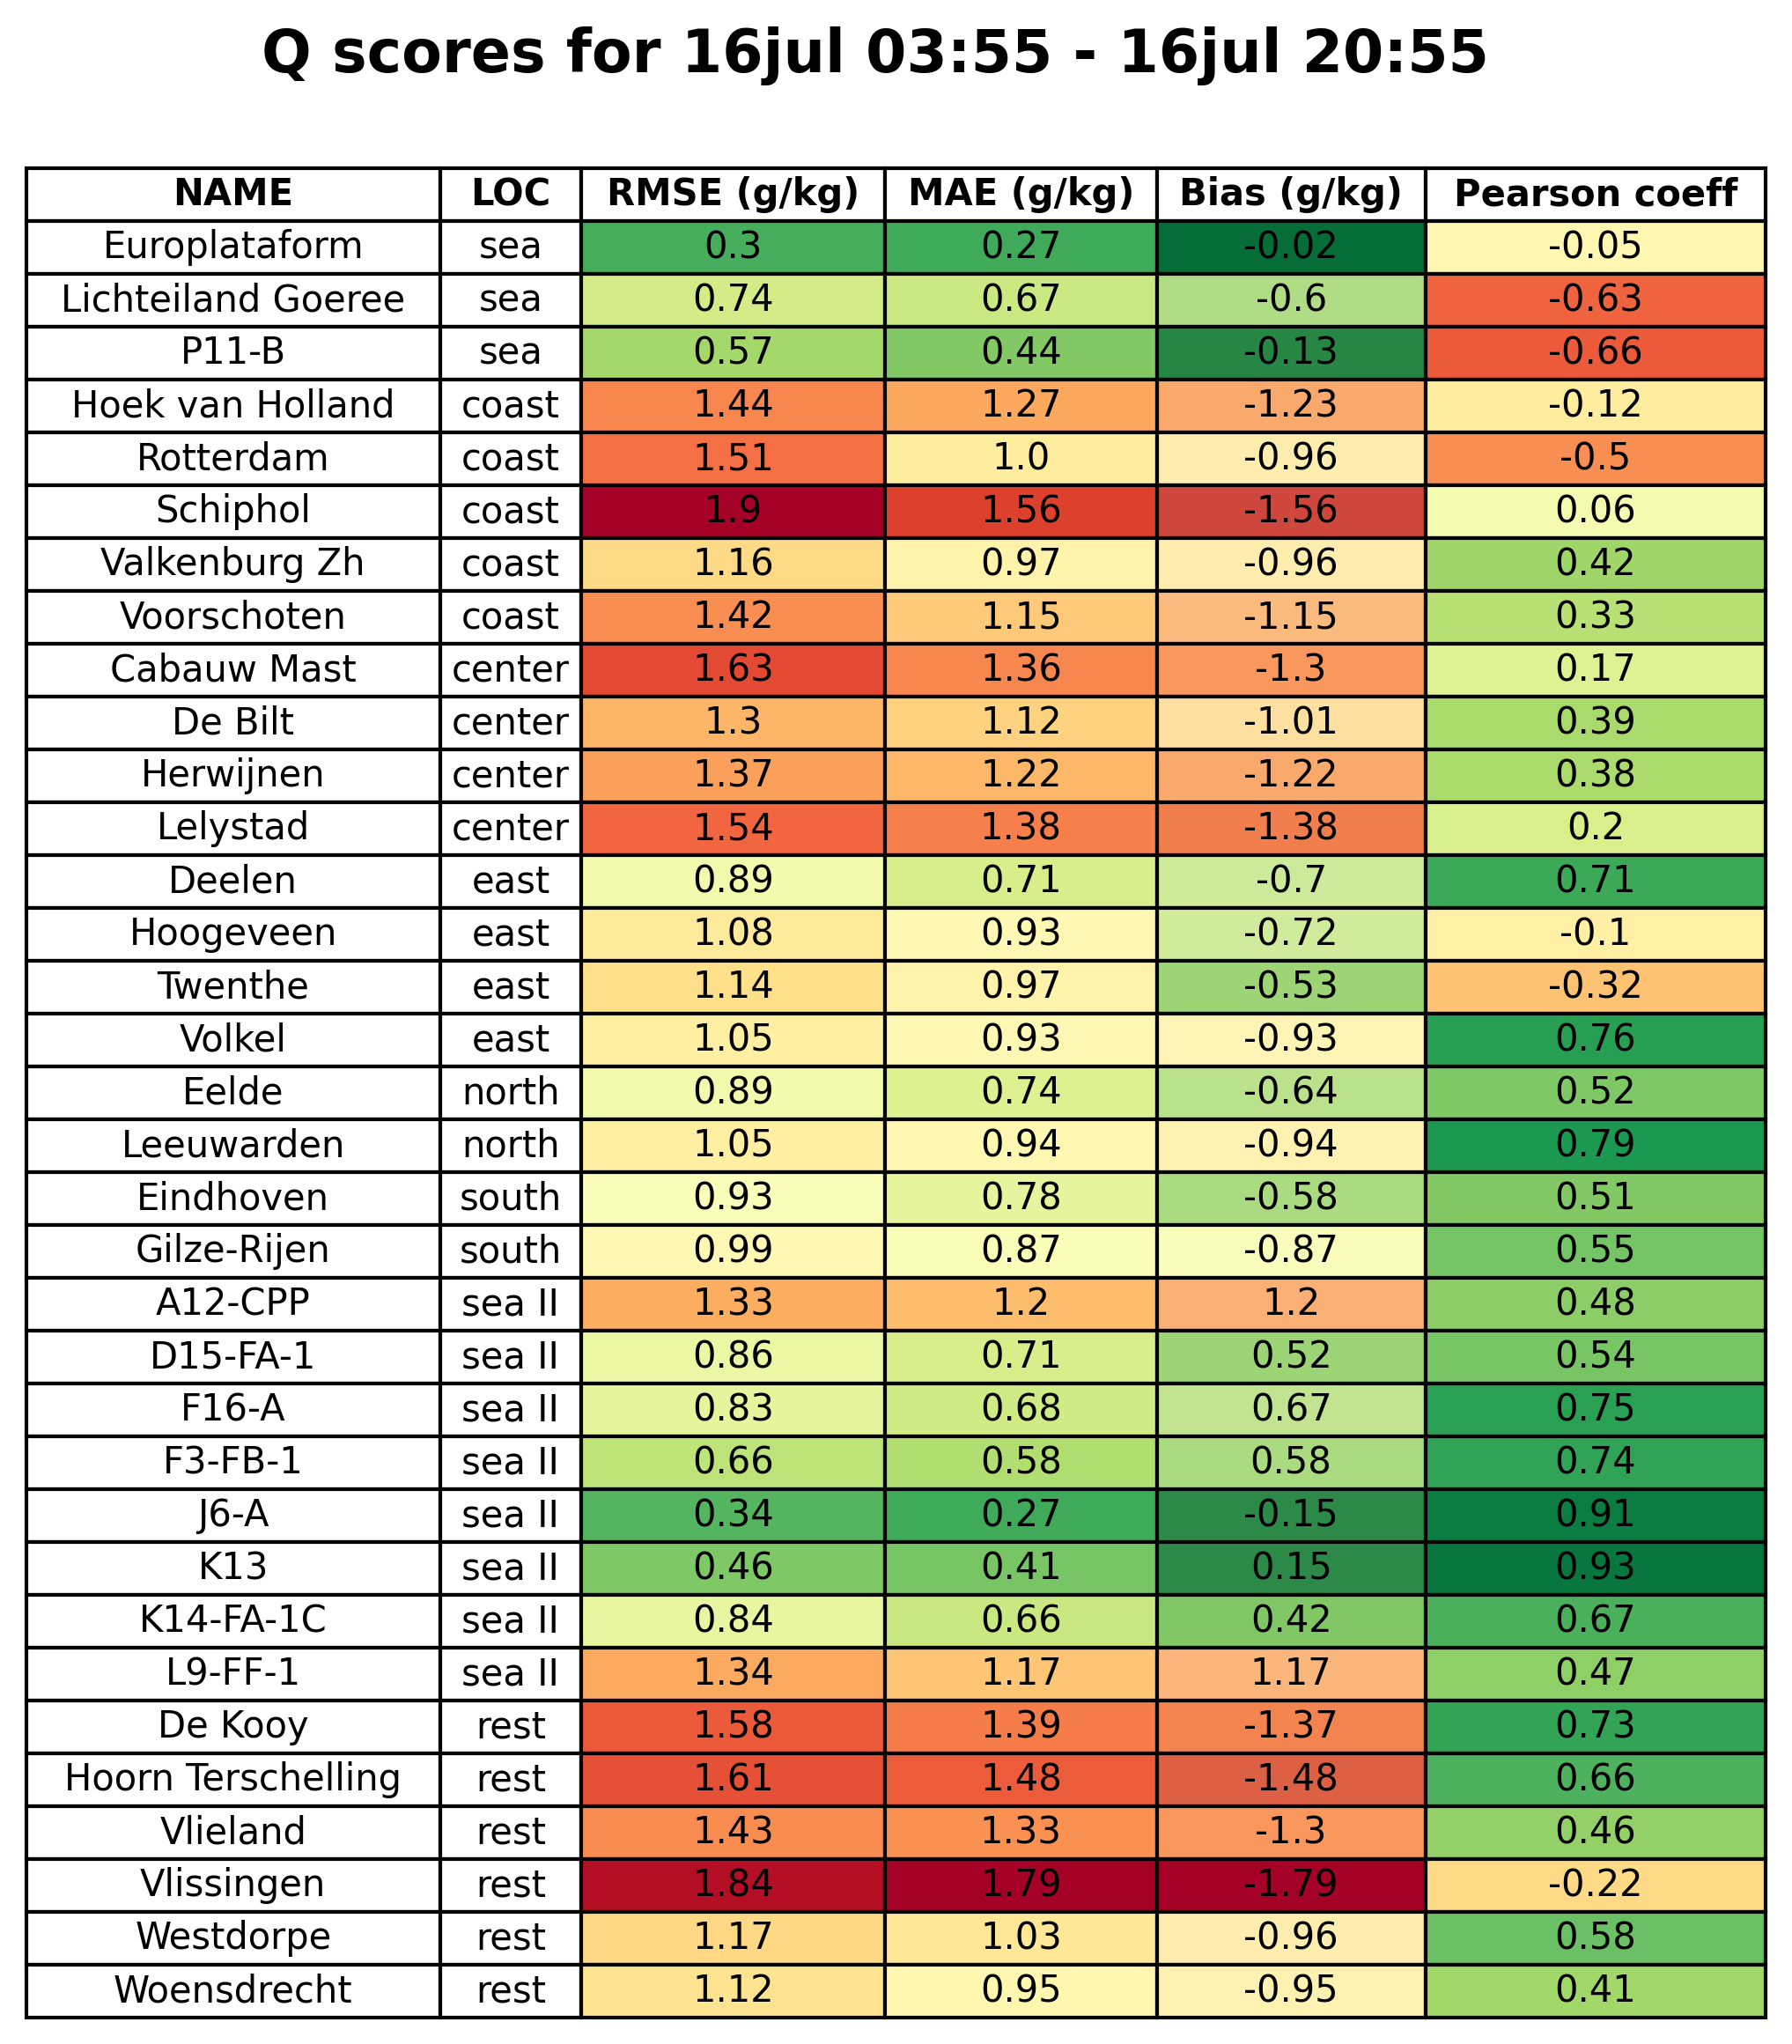 Q scores for 16jul 03:55 - 16jul 20:55
NAME LOC RMSE (g/kg) MAE (g/kg) Bias (g/kg) Pearson coeff
Europlataform sea 0.3 0.27 -0.02 -0.05
Lichteiland Goeree sea 0.74 0.67 -0.6 -0.63
P11-B sea 0.57 0.44 -0.13 -0.66
Hoek van Holland coast 1.44 1.27 -1.23 -0.12
Rotterdam coast 1.51 1.0 -0.96 -0.5
Schiphol coast 1.9 1.56 -1.56 0.06
Valkenburg Zh coast 1.16 0.97 -0.96 0.42
Voorschoten coast 1.42 1.15 -1.15 0.33
Cabauw Mast center 1.63 1.36 -1.3 0.17
De Bilt center 1.3 1.12 -1.01 0.39
Herwijnen center 1.37 1.22 -1.22 0.38
Lelystad center 1.54 1.38 -1.38 0.2
Deelen east 0.89 0.71 -0.7 0.71
Hoogeveen east 1.08 0.93 -0.72 -0.1
Twenthe east 1.14 0.97 -0.53 -0.32
Volkel east 1.05 0.93 -0.93 0.76
Eelde north 0.89 0.74 -0.64 0.52
Leeuwarden north 1.05 0.94 -0.94 0.79
Eindhoven south 0.93 0.78 -0.58 0.51
Gilze-Rijen south 0.99 0.87 -0.87 0.55
A12-CPP sea II 1.33 1.2 1.2 0.48
D15-FA-1 sea II 0.86 0.71 0.52 0.54
F16-A sea II 0.83 0.68 0.67 0.75
F3-FB-1 sea II 0.66 0.58 0.58 0.74
J6-A sea II 0.34 0.27 -0.15 0.91
K13 sea II 0.46 0.41 0.15 0.93
K14-FA-1C sea II 0.84 0.66 0.42 0.67
L9-FF-1 sea II 1.34 1.17 1.17 0.47
De Kooy rest 1.58 1.39 -1.37 0.73
Hoorn Terschelling rest 1.61 1.48 -1.48 0.66
Vlieland rest 1.43 1.33 -1.3 0.46
Vlissingen rest 1.84 1.79 -1.79 -0.22
Westdorpe rest 1.17 1.03 -0.96 0.58
Woensdrecht rest 1.12 0.95 -0.95 0.41